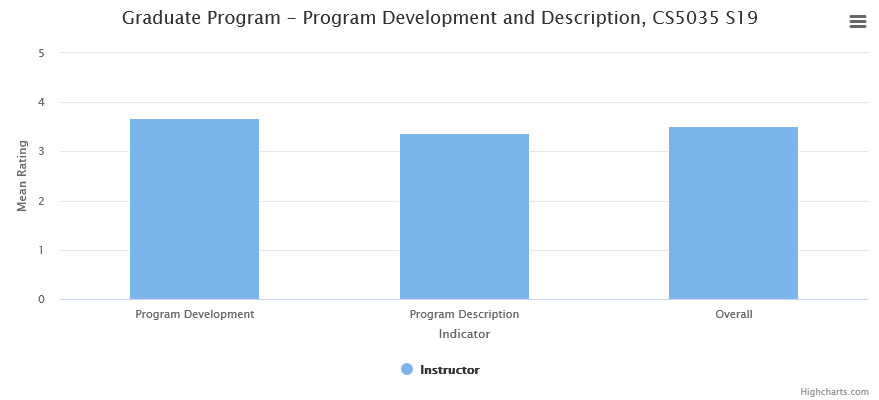 Graduate Program – Program Development and Description, CS5035 S19
Mean Rating
5
4
3
2
1
0
Program Development
Program Description
Overall
Indicator
Instructor
Highcharts.com